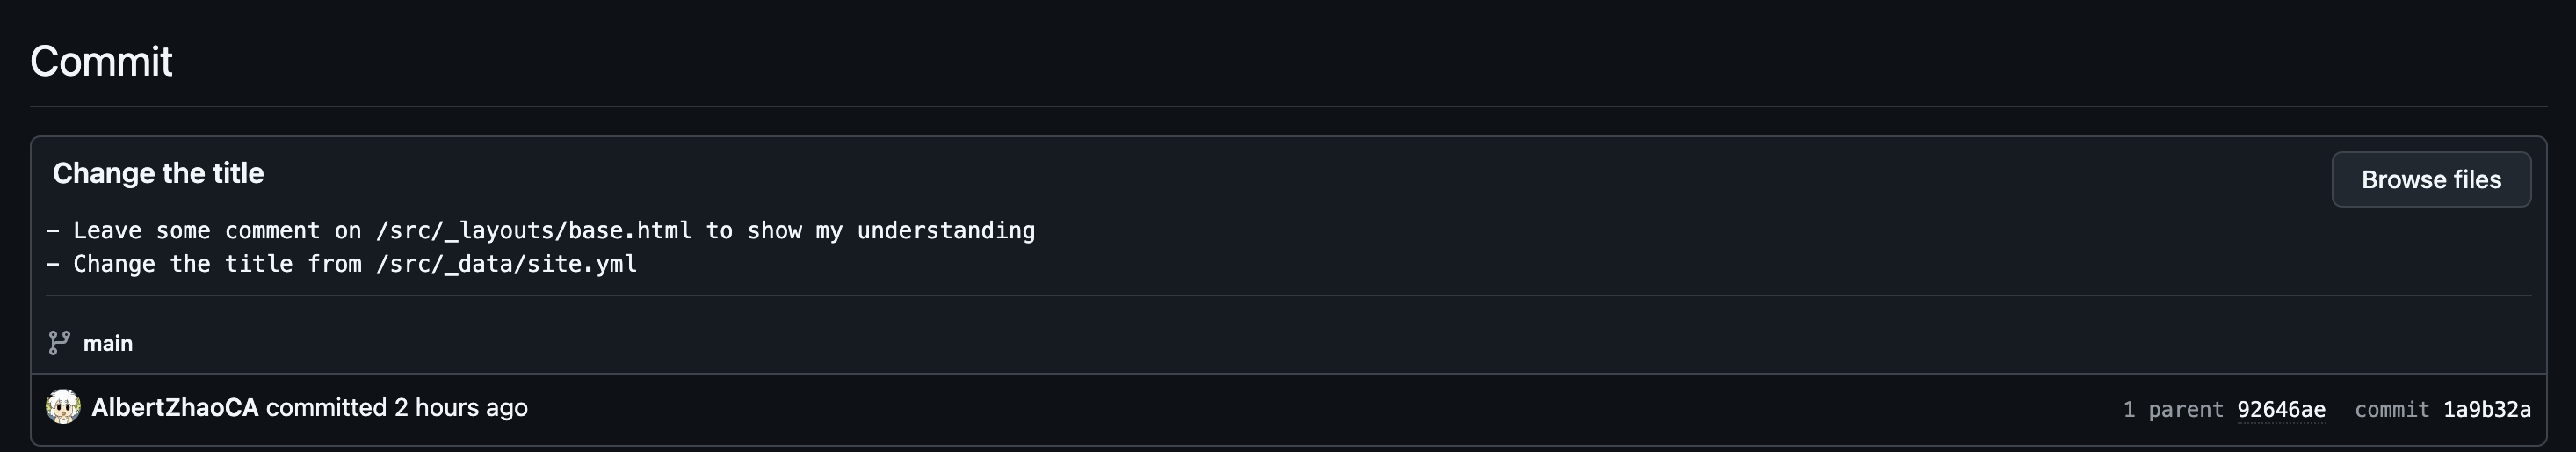 Commit
Change the title
Browse files
- Leave some comment on /src/_layouts/base.html to show my understanding
- Change the title from /src/_data/site.yml
main
AlbertZhaoCA committed 2 hours ago
1 parent 92646ae commit 1a9b32a